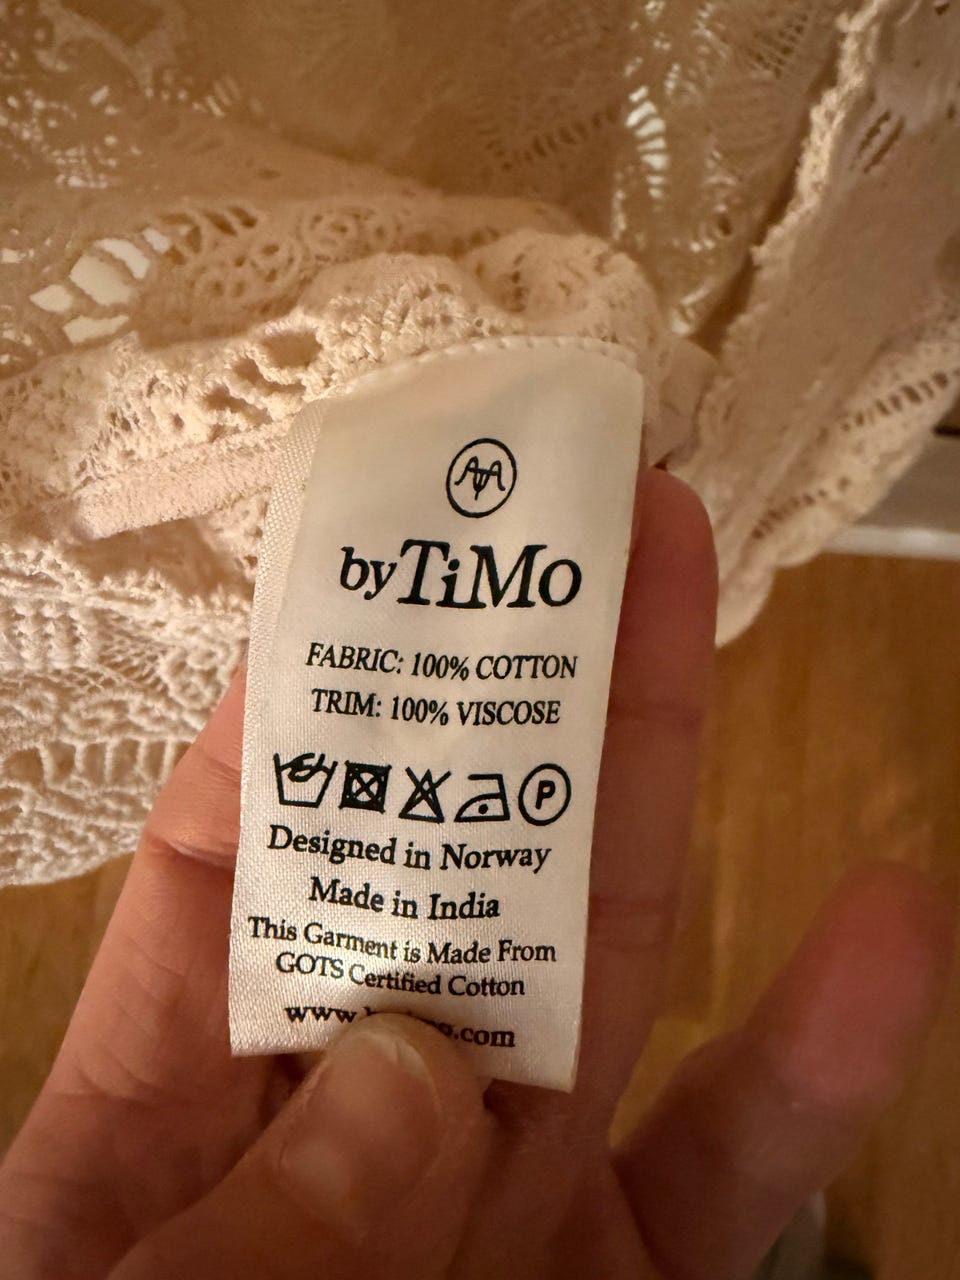 byTiMo
FABRIC: 100% COTTON
TRIM: 100% VISCOSE
P
Designed in Norway
Made in India
This Garment is Made From
GOTS Certified Cotton